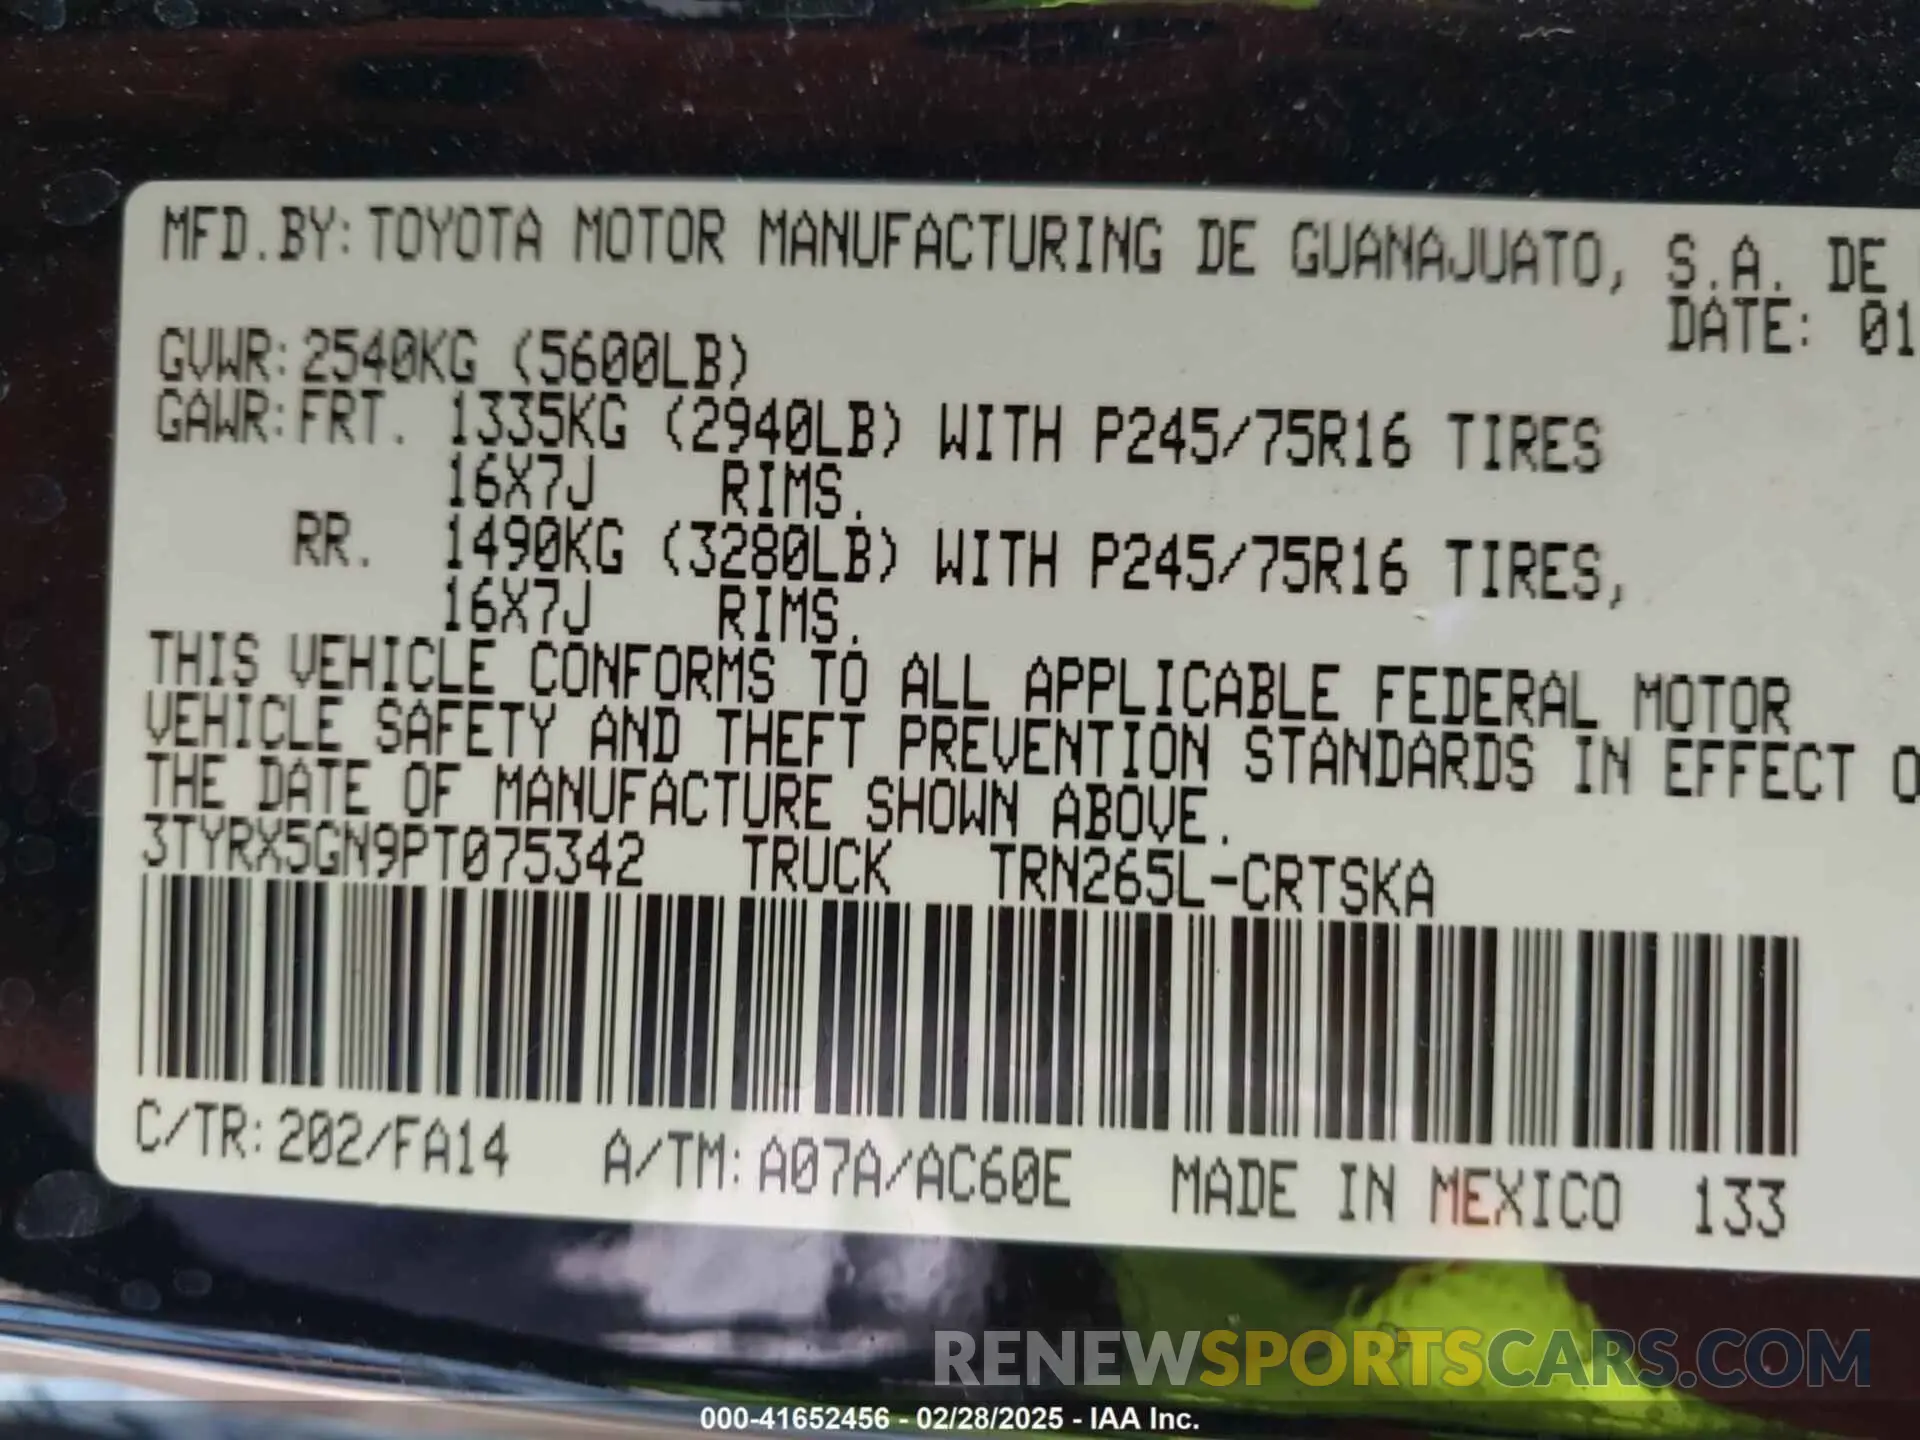 MFD.BY: TOYOTA MOTOR MANUFACTURING DE GUANAJUATO, S.A. DE
DATE: 01
GVWR: 2540KG (5600LB)
GAWR: FRT. 1335KG (2940LB) WITH P245/75R16 TIRES
16X7J RIMS.
RR. 1490KG (3280LB) WITH P245/75R16 TIRES,
16X7J RIMS.
THIS VEHICLE CONFORMS TO ALL APPLICABLE FEDERAL MOTOR
VEHICLE SAFETY AND THEFT PREVENTION STANDARDS IN EFFECT
THE DATE OF MANUFACTURE SHOWN ABOVE.
3TYRX5GN9PT075342 TRUCK TRN265L-CRTSKA
C/TR: 202/FA14 A/TM: A07A/AC60E MADE IN MEXICO 133
RENEWSPORTSCARS.COM
000-41652456 - 02/28/2025 - IAA Inc.